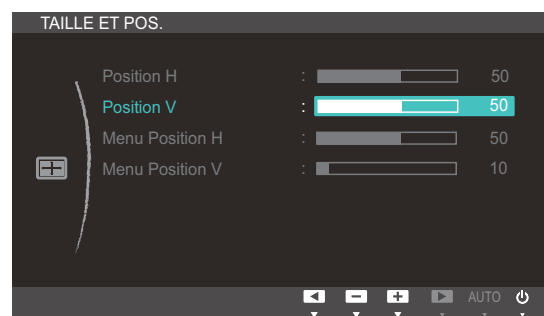 TAILLE ET POS.
Position H : 50
Position V : 50
Menu Position H : 50
Menu Position V : 10
AUTO